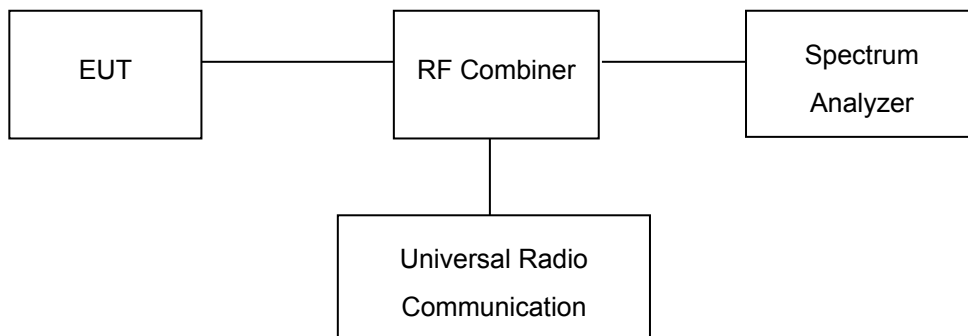 EUT
RF Combiner
Spectrum
Analyzer
Universal Radio
Communication